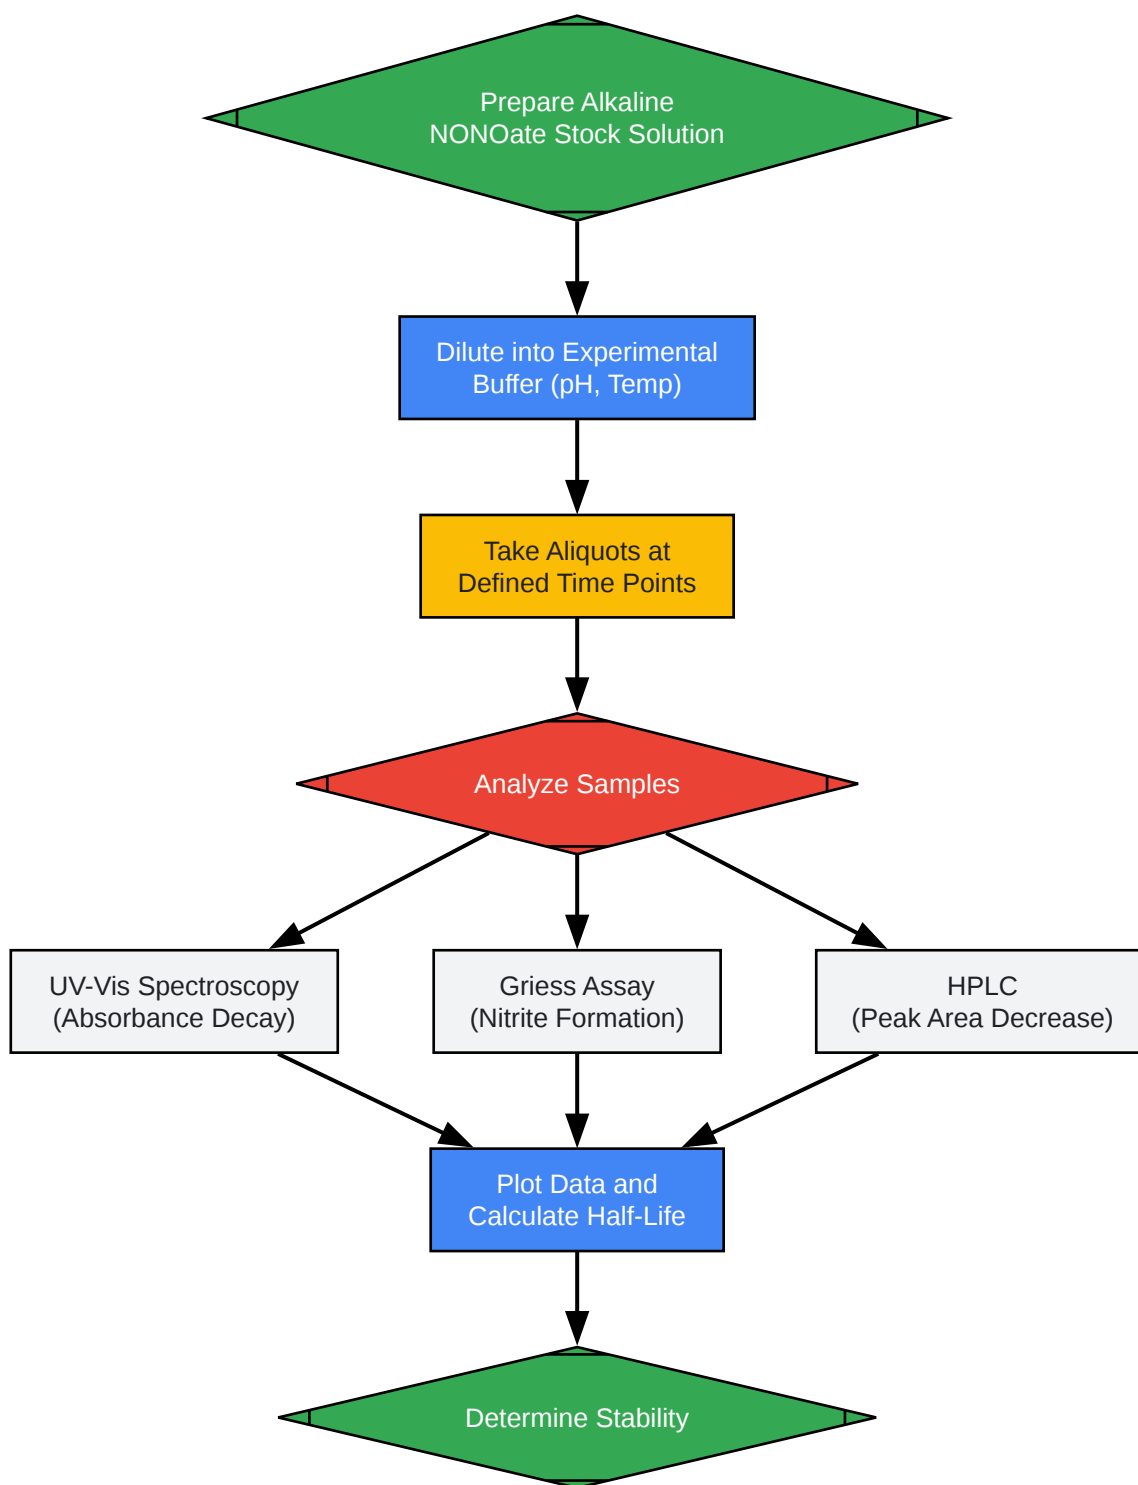 Prepare Alkaline
NONOate Stock Solution
Dilute into Experimental
Buffer (pH, Temp)
Take Aliquots at
Defined Time Points
Analyze Samples
UV-Vis Spectroscopy
(Absorbance Decay)
Griess Assay
(Nitrite Formation)
HPLC
(Peak Area Decrease)
Plot Data and
Calculate Half-Life
Determine Stability